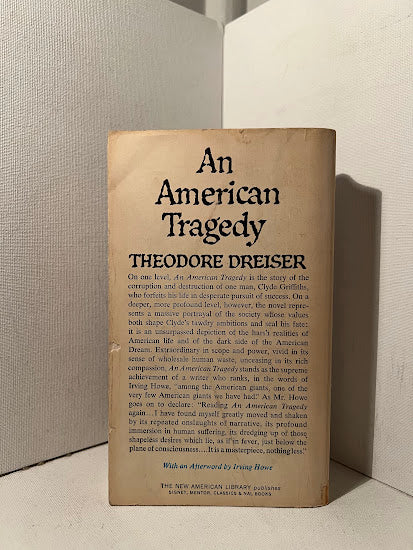 An
American
Tragedy
THEODORE DREISER
On one level, An American Tragedy is the story of the
corruption and destruction of one man, Clyde Griffiths,
who forfeits his life in desperate pursuit of success. On a
deeper, more profound level, however, the novel repre-
sents a massive portrayal of the society whose values
both shape Clyde's tawdry ambitions and seal his fate:
it is an unsurpassed depiction of the harsh realities of
American life and of the dark side of the American
Dream. Extraordinary in scope and power, vivid in its
sense of wholesale human waste, unceasing in its rich
compassion, An American Tragedy stands as the supreme
achievement of a writer who ranks, in the words of
Irving Howe, "among the American giants, one of the
very few American giants we have had." As Mr. Howe
goes on to declare: "Reading An American Tragedy
again...I have found myself greatly moved and shaken
by its repeated onslaughts of narrative, its profound
immersion in human suffering, its dredging up of those
shapeless desires which lie, as if in fever, just below the
plane of consciousness....It is a masterpiece, nothing less."
With an Afterword by Irving Howe
THE NEW AMERICAN LIBRARY publishes
SIGNET, MENTOR, CLASSICS & NAL BOOKS